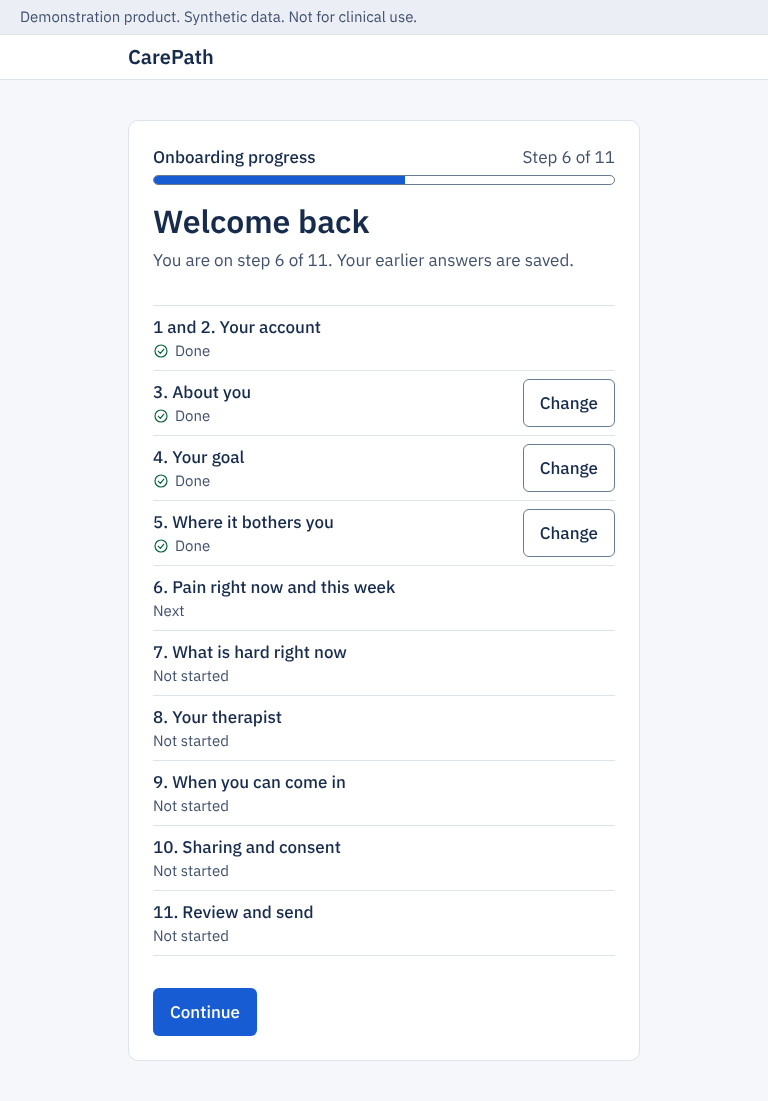 Demonstration product. Synthetic data. Not for clinical use.
CarePath
Onboarding progress
Step 6 of 11
Welcome back
You are on step 6 of 11. Your earlier answers are saved.
1 and 2. Your account
Done
3. About you
Done
Change
4. Your goal
Done
Change
5. Where it bothers you
Done
Change
6. Pain right now and this week
Next
7. What is hard right now
Not started
8. Your therapist
Not started
9. When you can come in
Not started
10. Sharing and consent
Not started
11. Review and send
Not started
Continue